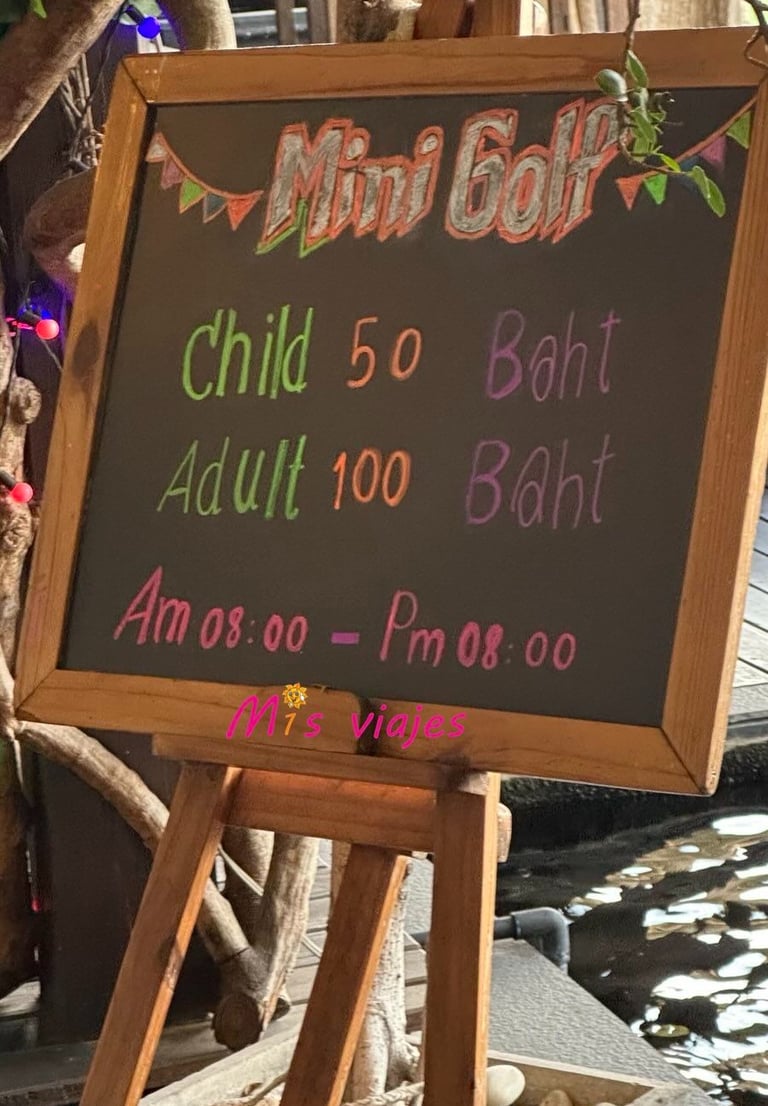 Mini Golf
Child 50 Baht
Adult 100 Baht
Am 08:00 - Pm 08:00
Mis viajes